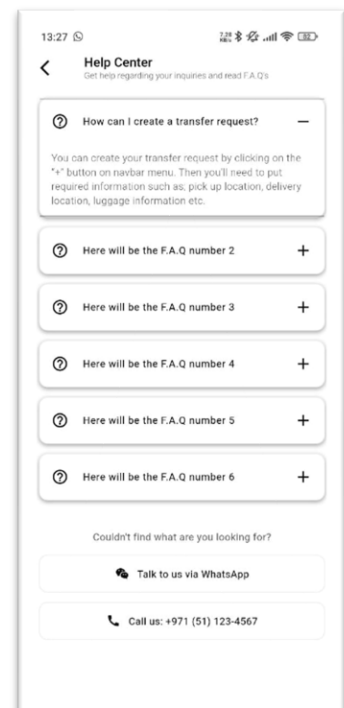 13:27
Help Center
Get help regarding your inquiries and read F.A.Q's
How can I create a transfer request?
You can create your transfer request by clicking on the
"+" button on navbar menu. Then you'll need to put
required information such as; pick up location, delivery
location, luggage information etc.
Here will be the F.A.Q number 2
Here will be the F.A.Q number 3
Here will be the F.A.Q number 4
Here will be the F.A.Q number 5
Here will be the F.A.Q number 6
Couldn't find what are you looking for?
Talk to us via WhatsApp
Call us: +971 (51) 123-4567